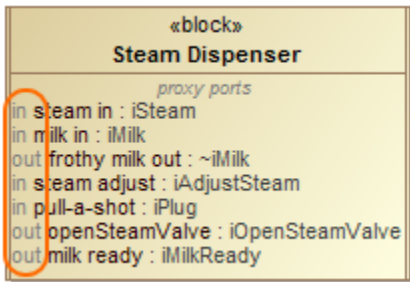 «block»
Steam Dispenser
proxy ports
in steam in : iSteam
in milk in : iMilk
out frothy milk out : ~iMilk
in steam adjust : iAdjustSteam
in pull-a-shot : iPlug
out openSteamValve : iOpenSteamValve
out milk ready : iMilkReady